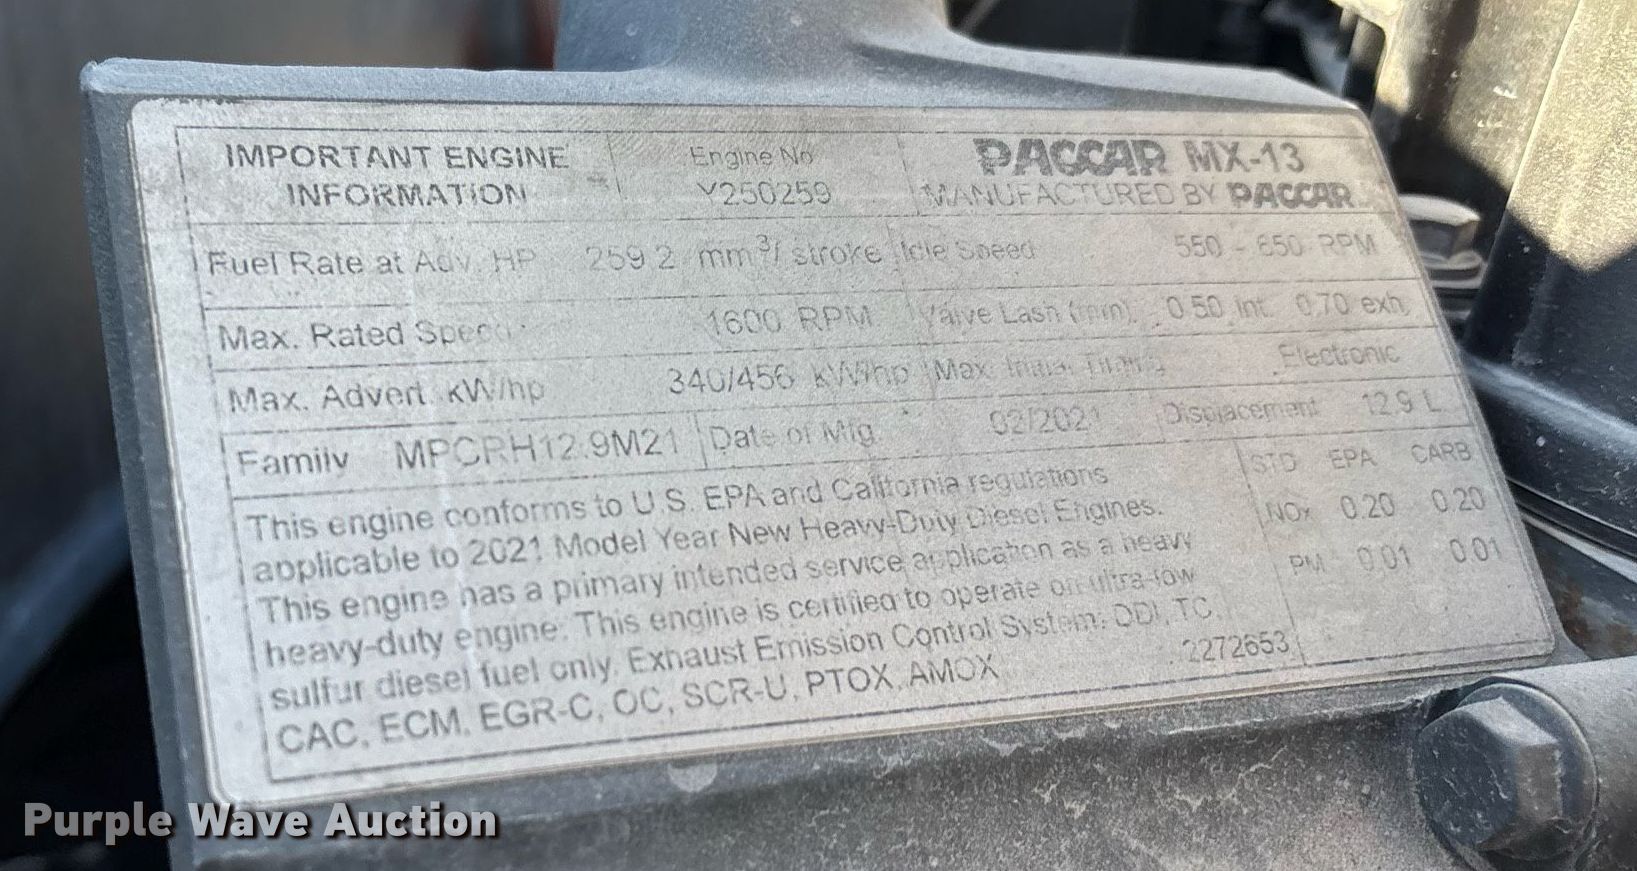 IMPORTANT ENGINE INFORMATION
Engine No
Y250259
PACCAR MX-13
MANUFACTURED BY PACCAR
Fuel Rate at Adv. HP 259.2 mm³/ stroke Idle Speed 550 - 650 RPM
Max. Rated Speed 1600 RPM Valve Lash (mm). 0.50 int. 0.70 exh.
Max. Advert. kW/hp 340/456 kW/hp Max. Initial Timing Electronic
Family MPCRH12.9M21 Date of Mfg. 02/2021 Displacement 12.9 L
This engine conforms to U.S. EPA and California regulations
applicable to 2021 Model Year New Heavy-Duty Diesel Engines.
This engine has a primary intended service application as a heavy
heavy-duty engine. This engine is certified to operate on ultra-low
sulfur diesel fuel only. Exhaust Emission Control System: DDI, TC,
CAC, ECM, EGR-C, OC, SCR-U, PTOX, AMOX
2272653
STD EPA CARB
NOx 0.20 0.20
PM 0.01 0.01
Purple Wave Auction